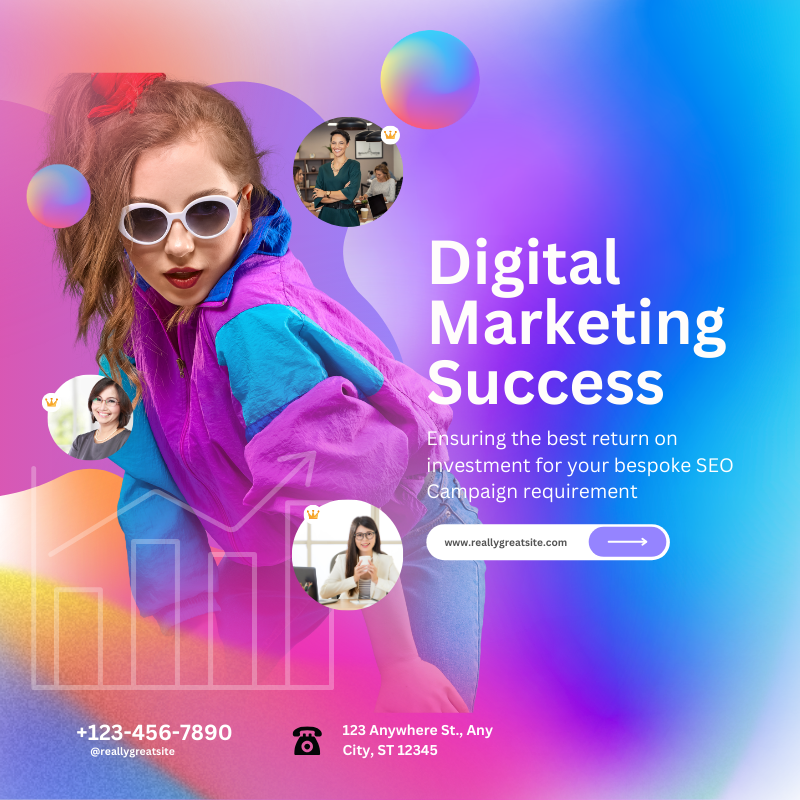 Digital
Marketing
Success
Ensuring the best return on
investment for your bespoke SEO
Campaign requirement
www.reallygreatsite.com
+123-456-7890
@reallygreatsite
123 Anywhere St., Any
City, ST 12345